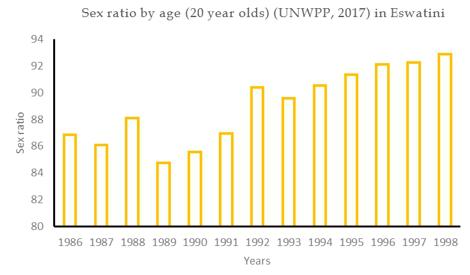 Sex ratio by age (20 year olds) (UNWPP, 2017) in Eswatini
94
92
90
88
86
84
82
80
Sex ratio
1986 1987 1988 1989 1990 1991 1992 1993 1994 1995 1996 1997 1998
Years